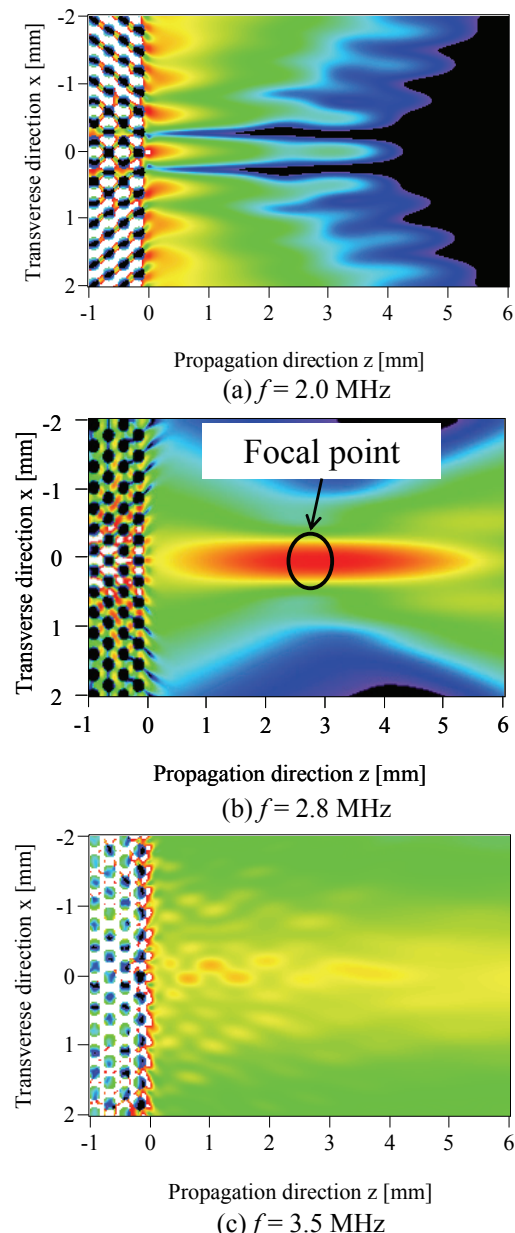 -2
-1
0
1
2
Transverese direction x [mm]
-1 0 1 2 3 4 5 6
Propagation direction z [mm]
(a) f = 2.0 MHz
-2
-1
0
1
2
Transverse direction x [mm]
Focal point
-1 0 1 2 3 4 5 6
Propagation direction z [mm]
(b) f = 2.8 MHz
-2
-1
0
1
2
Transverese direction x [mm]
-1 0 1 2 3 4 5 6
Propagation direction z [mm]
(c) f = 3.5 MHz